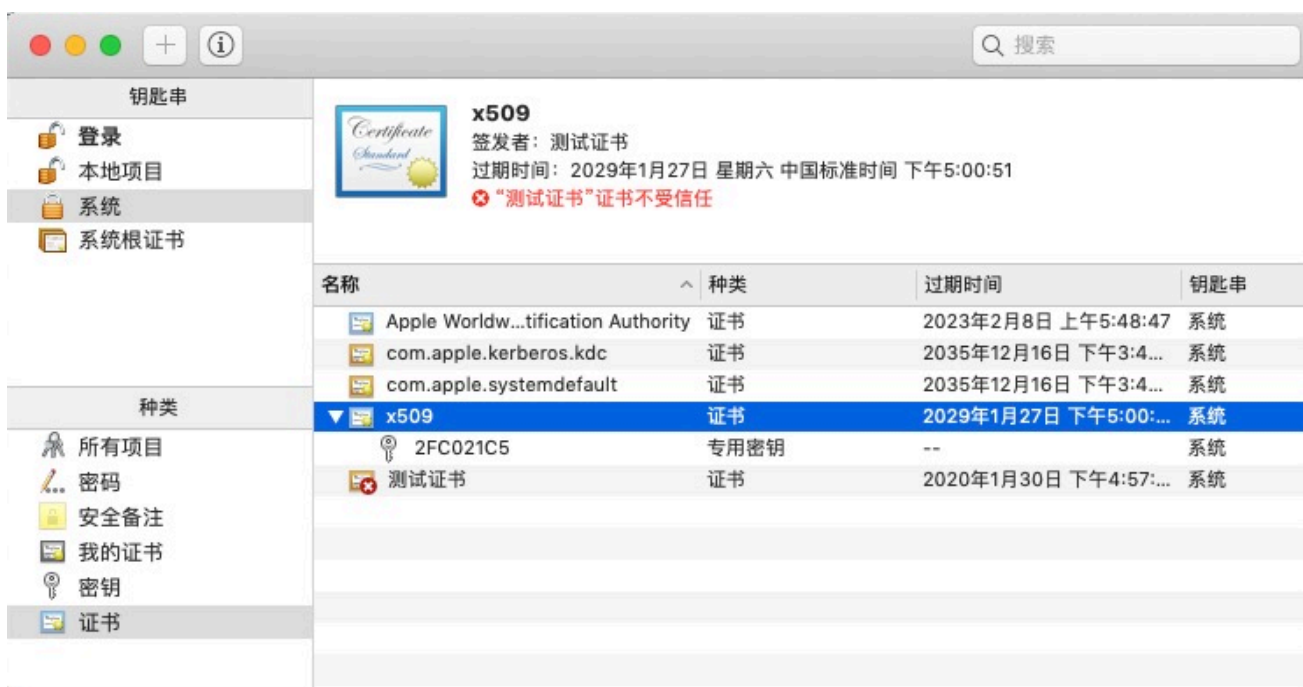 搜索
钥匙串
登录
本地项目
系统
系统根证书
种类
所有项目
密码
安全备注
我的证书
密钥
证书
Certificate
Standard
x509
签发者：测试证书
过期时间：2029年1月27日 星期六 中国标准时间 下午5:00:51
“测试证书”证书不受信任
名称 种类 过期时间 钥匙串
Apple Worldw...tification Authority 证书 2023年2月8日 上午5:48:47 系统
com.apple.kerberos.kdc 证书 2035年12月16日 下午3:4... 系统
com.apple.systemdefault 证书 2035年12月16日 下午3:4... 系统
x509 证书 2029年1月27日 下午5:00:... 系统
2FC021C5 专用密钥 -- 系统
测试证书 证书 2020年1月30日 下午4:57:... 系统